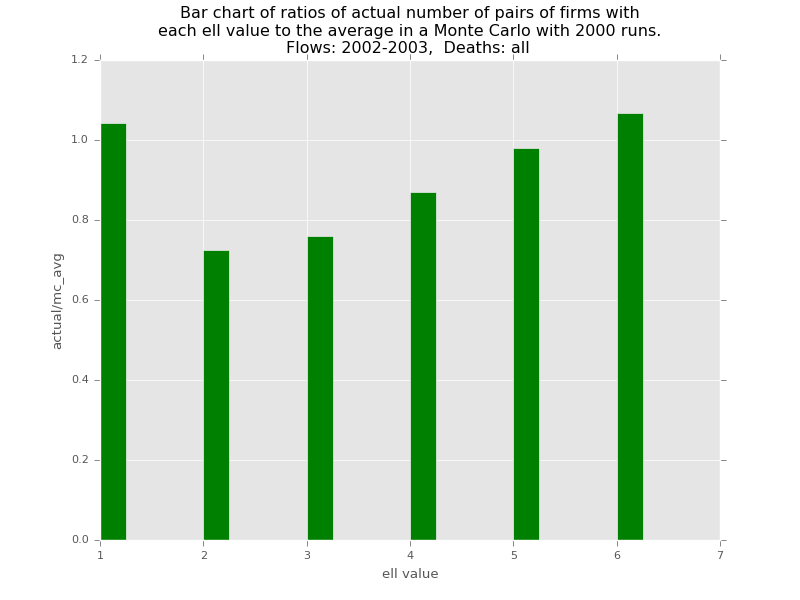 Bar chart of ratios of actual number of pairs of firms with
each ell value to the average in a Monte Carlo with 2000 runs.
Flows: 2002-2003,  Deaths: all
1.2
1.0
0.8
0.6
0.4
0.2
0.0
actual/mc_avg
1 2 3 4 5 6 7
ell value